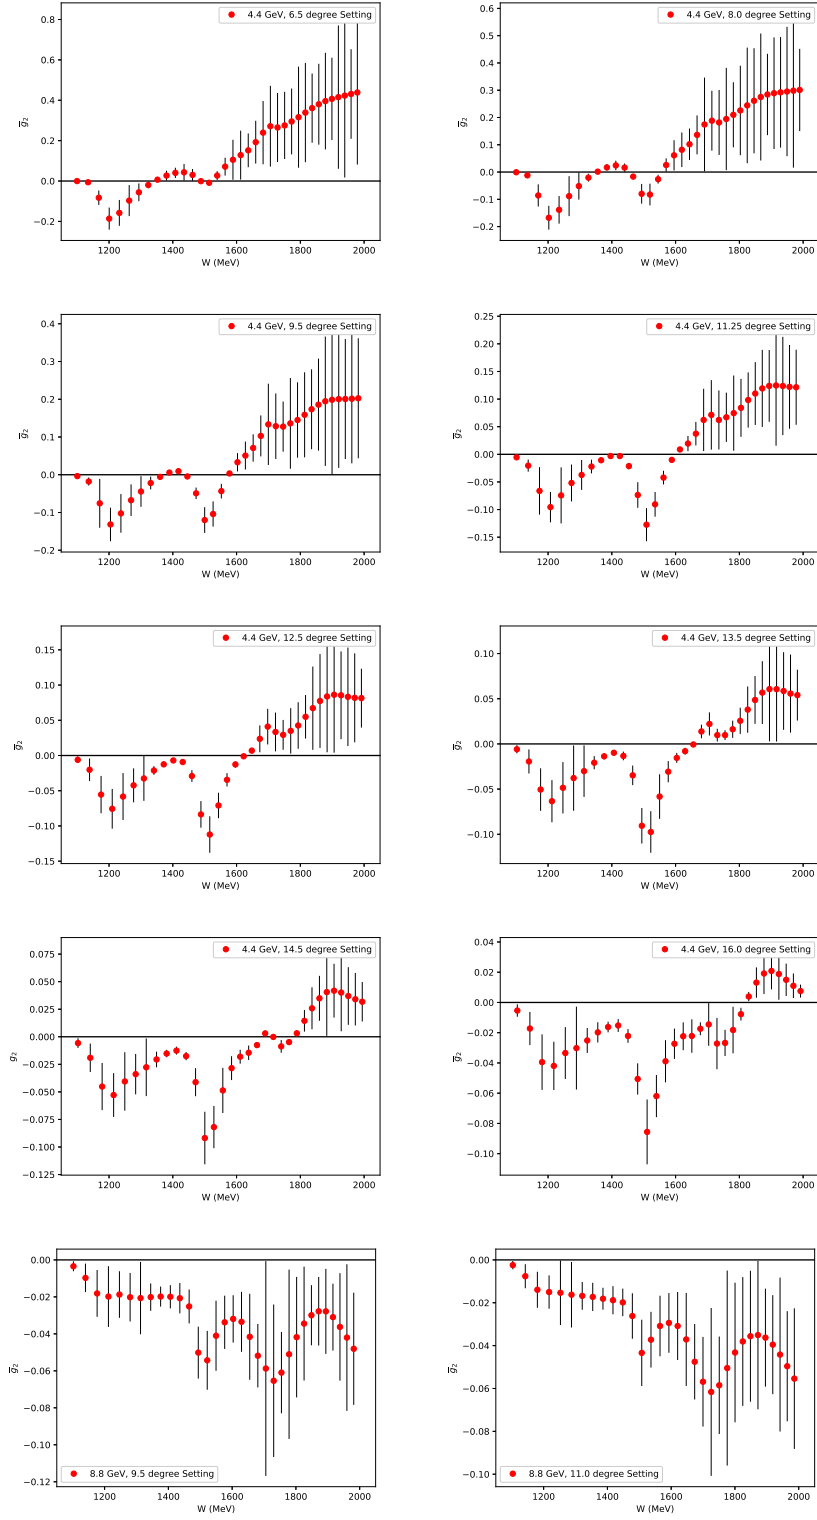 4.4 GeV, 6.5 degree Setting
0.8
0.6
0.4
0.2
0.0
−0.2
g̅₂
1200 1400 1600 1800 2000
W (MeV)
4.4 GeV, 8.0 degree Setting
0.6
0.5
0.4
0.3
0.2
0.1
0.0
−0.1
−0.2
g̅₂
1200 1400 1600 1800 2000
W (MeV)
4.4 GeV, 9.5 degree Setting
0.4
0.3
0.2
0.1
0.0
−0.1
−0.2
g̅₂
1200 1400 1600 1800 2000
W (MeV)
4.4 GeV, 11.25 degree Setting
0.25
0.20
0.15
0.10
0.05
0.00
−0.05
−0.10
−0.15
g̅₂
1200 1400 1600 1800 2000
W (MeV)
4.4 GeV, 12.5 degree Setting
0.15
0.10
0.05
0.00
−0.05
−0.10
−0.15
g̅₂
1200 1400 1600 1800 2000
W (MeV)
4.4 GeV, 13.5 degree Setting
0.10
0.05
0.00
−0.05
−0.10
g̅₂
1200 1400 1600 1800 2000
W (MeV)
4.4 GeV, 14.5 degree Setting
0.075
0.050
0.025
0.000
−0.025
−0.050
−0.075
−0.100
−0.125
g̅₂
1200 1400 1600 1800 2000
W (MeV)
4.4 GeV, 16.0 degree Setting
0.04
0.02
0.00
−0.02
−0.04
−0.06
−0.08
−0.10
g̅₂
1200 1400 1600 1800 2000
W (MeV)
0.00
−0.02
−0.04
−0.06
−0.08
−0.10
−0.12
g̅₂
8.8 GeV, 9.5 degree Setting
1200 1400 1600 1800 2000
W (MeV)
0.00
−0.02
−0.04
−0.06
−0.08
−0.10
g̅₂
8.8 GeV, 11.0 degree Setting
1200 1400 1600 1800 2000
W (MeV)